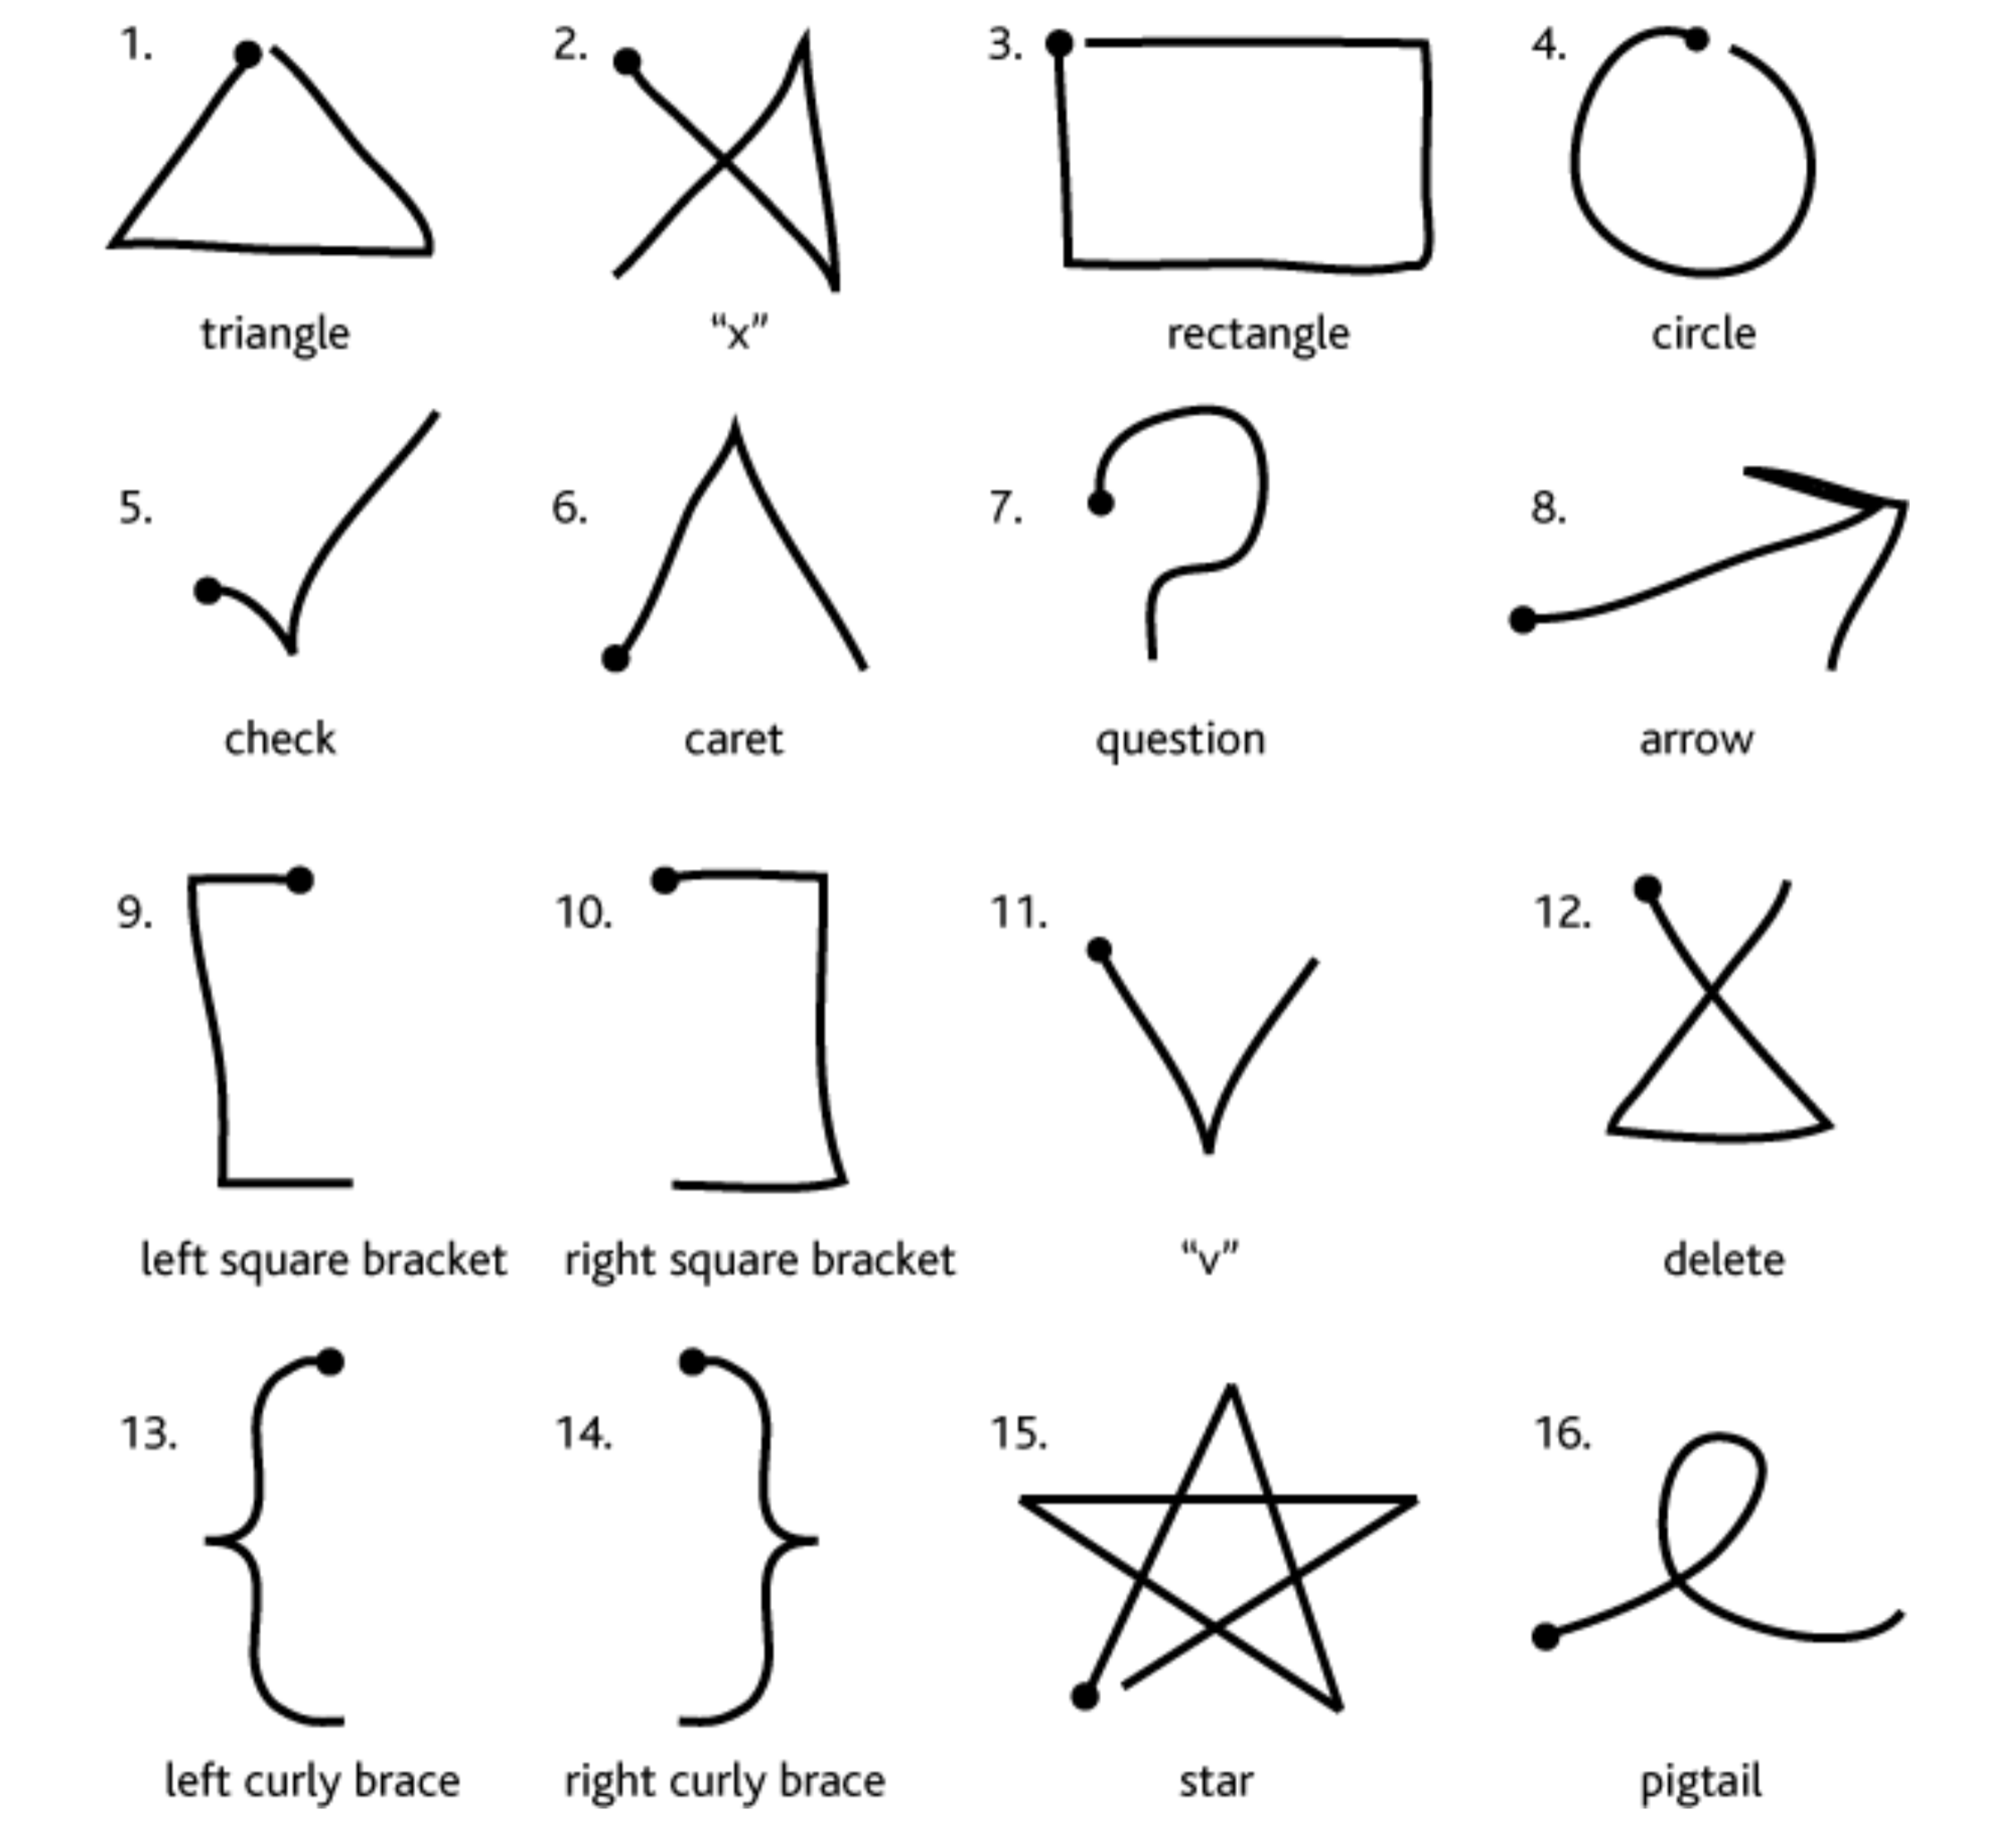 1. 2. 3. 4.
triangle “x” rectangle circle
5. 6. 7. 8.
check caret question arrow
9. 10. 11. 12.
left square bracket right square bracket “v” delete
13. 14. 15. 16.
left curly brace right curly brace star pigtail